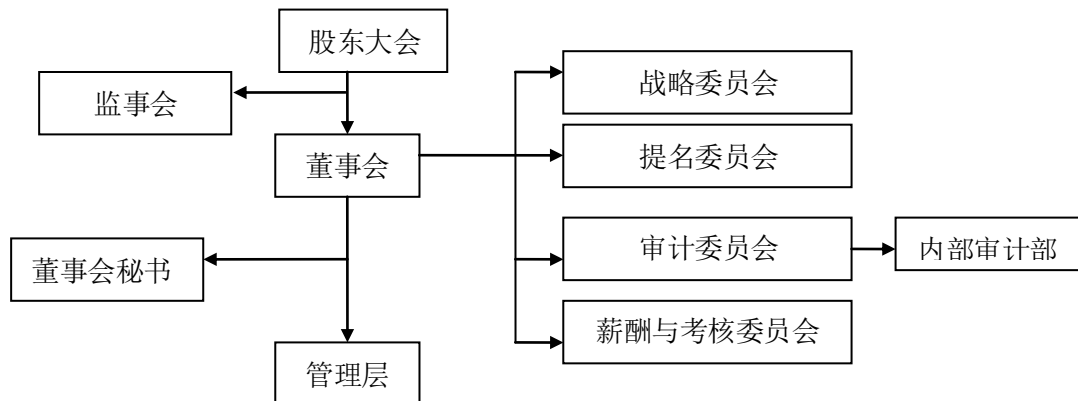 股东大会
监事会
战略委员会
董事会
提名委员会
董事会秘书
审计委员会
内部审计部
薪酬与考核委员会
管理层